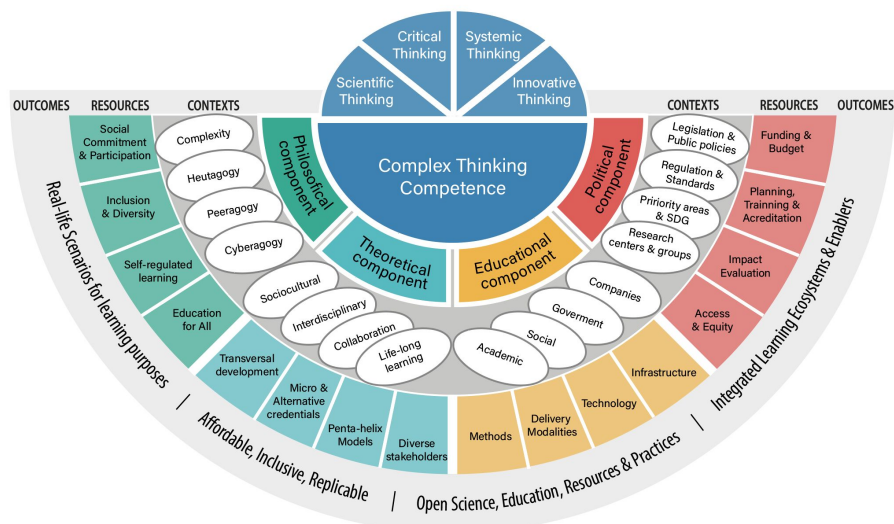 Critical
Thinking
Systemic
Thinking
Scientific
Thinking
Innovative
Thinking
OUTCOMES
RESOURCES
CONTEXTS
CONTEXTS
RESOURCES
OUTCOMES
Complex Thinking
Competence
Philosofical
component
Theoretical
component
Educational
component
Political
component
Complexity
Heutagogy
Peeragogy
Cyberagogy
Sociocultural
Interdisciplinary
Collaboration
Life-long
learning
Academic
Social
Goverment
Companies
Research
centers & groups
Pririority areas
& SDG
Regulation &
Standards
Legislation &
Public policies
Social
Commitment
& Participation
Inclusion
& Diversity
Self-regulated
learning
Education
for All
Transversal
development
Micro &
Alternative
credentials
Penta-helix
Models
Diverse
stakeholders
Methods
Delivery
Modalities
Technology
Infrastructure
Access
& Equity
Impact
Evaluation
Planning,
Trainning &
Acreditation
Funding &
Budget
Real-life Scenarios for learning purposes
Affordable, Inclusive, Replicable
Open Science, Education, Resources & Practices
Integrated Learning Ecosystems & Enablers